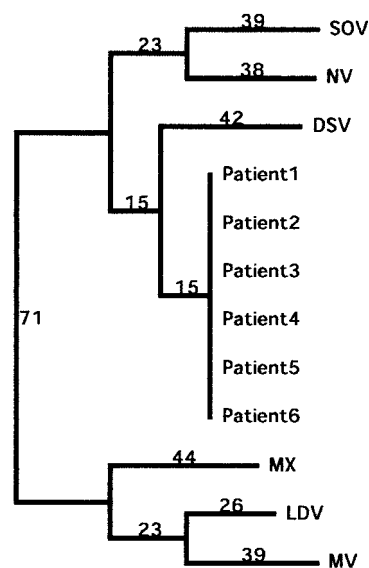 39
SOV
23
38
NV
42
DSV
Patient1
15
Patient2
Patient3
15
71
Patient4
Patient5
Patient6
44
MX
26
LDV
23
39
MV